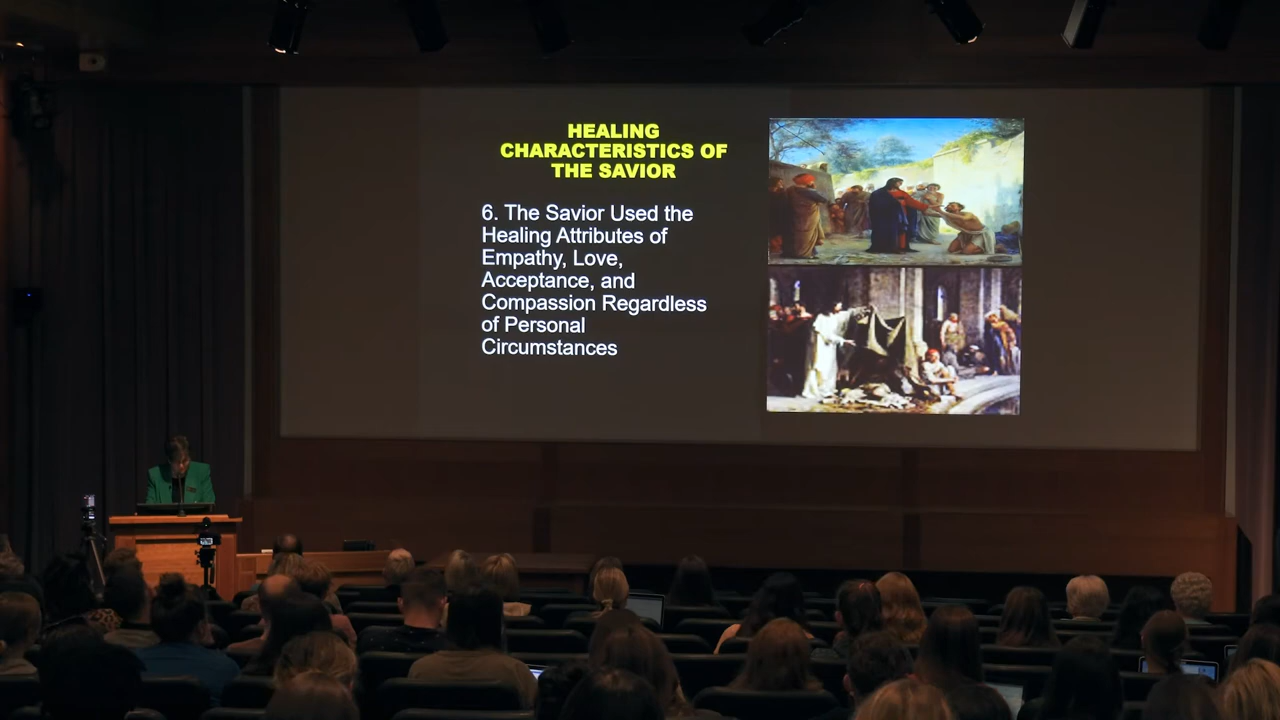 HEALING
CHARACTERISTICS OF
THE SAVIOR
6. The Savior Used the
Healing Attributes of
Empathy, Love,
Acceptance, and
Compassion Regardless
of Personal
Circumstances